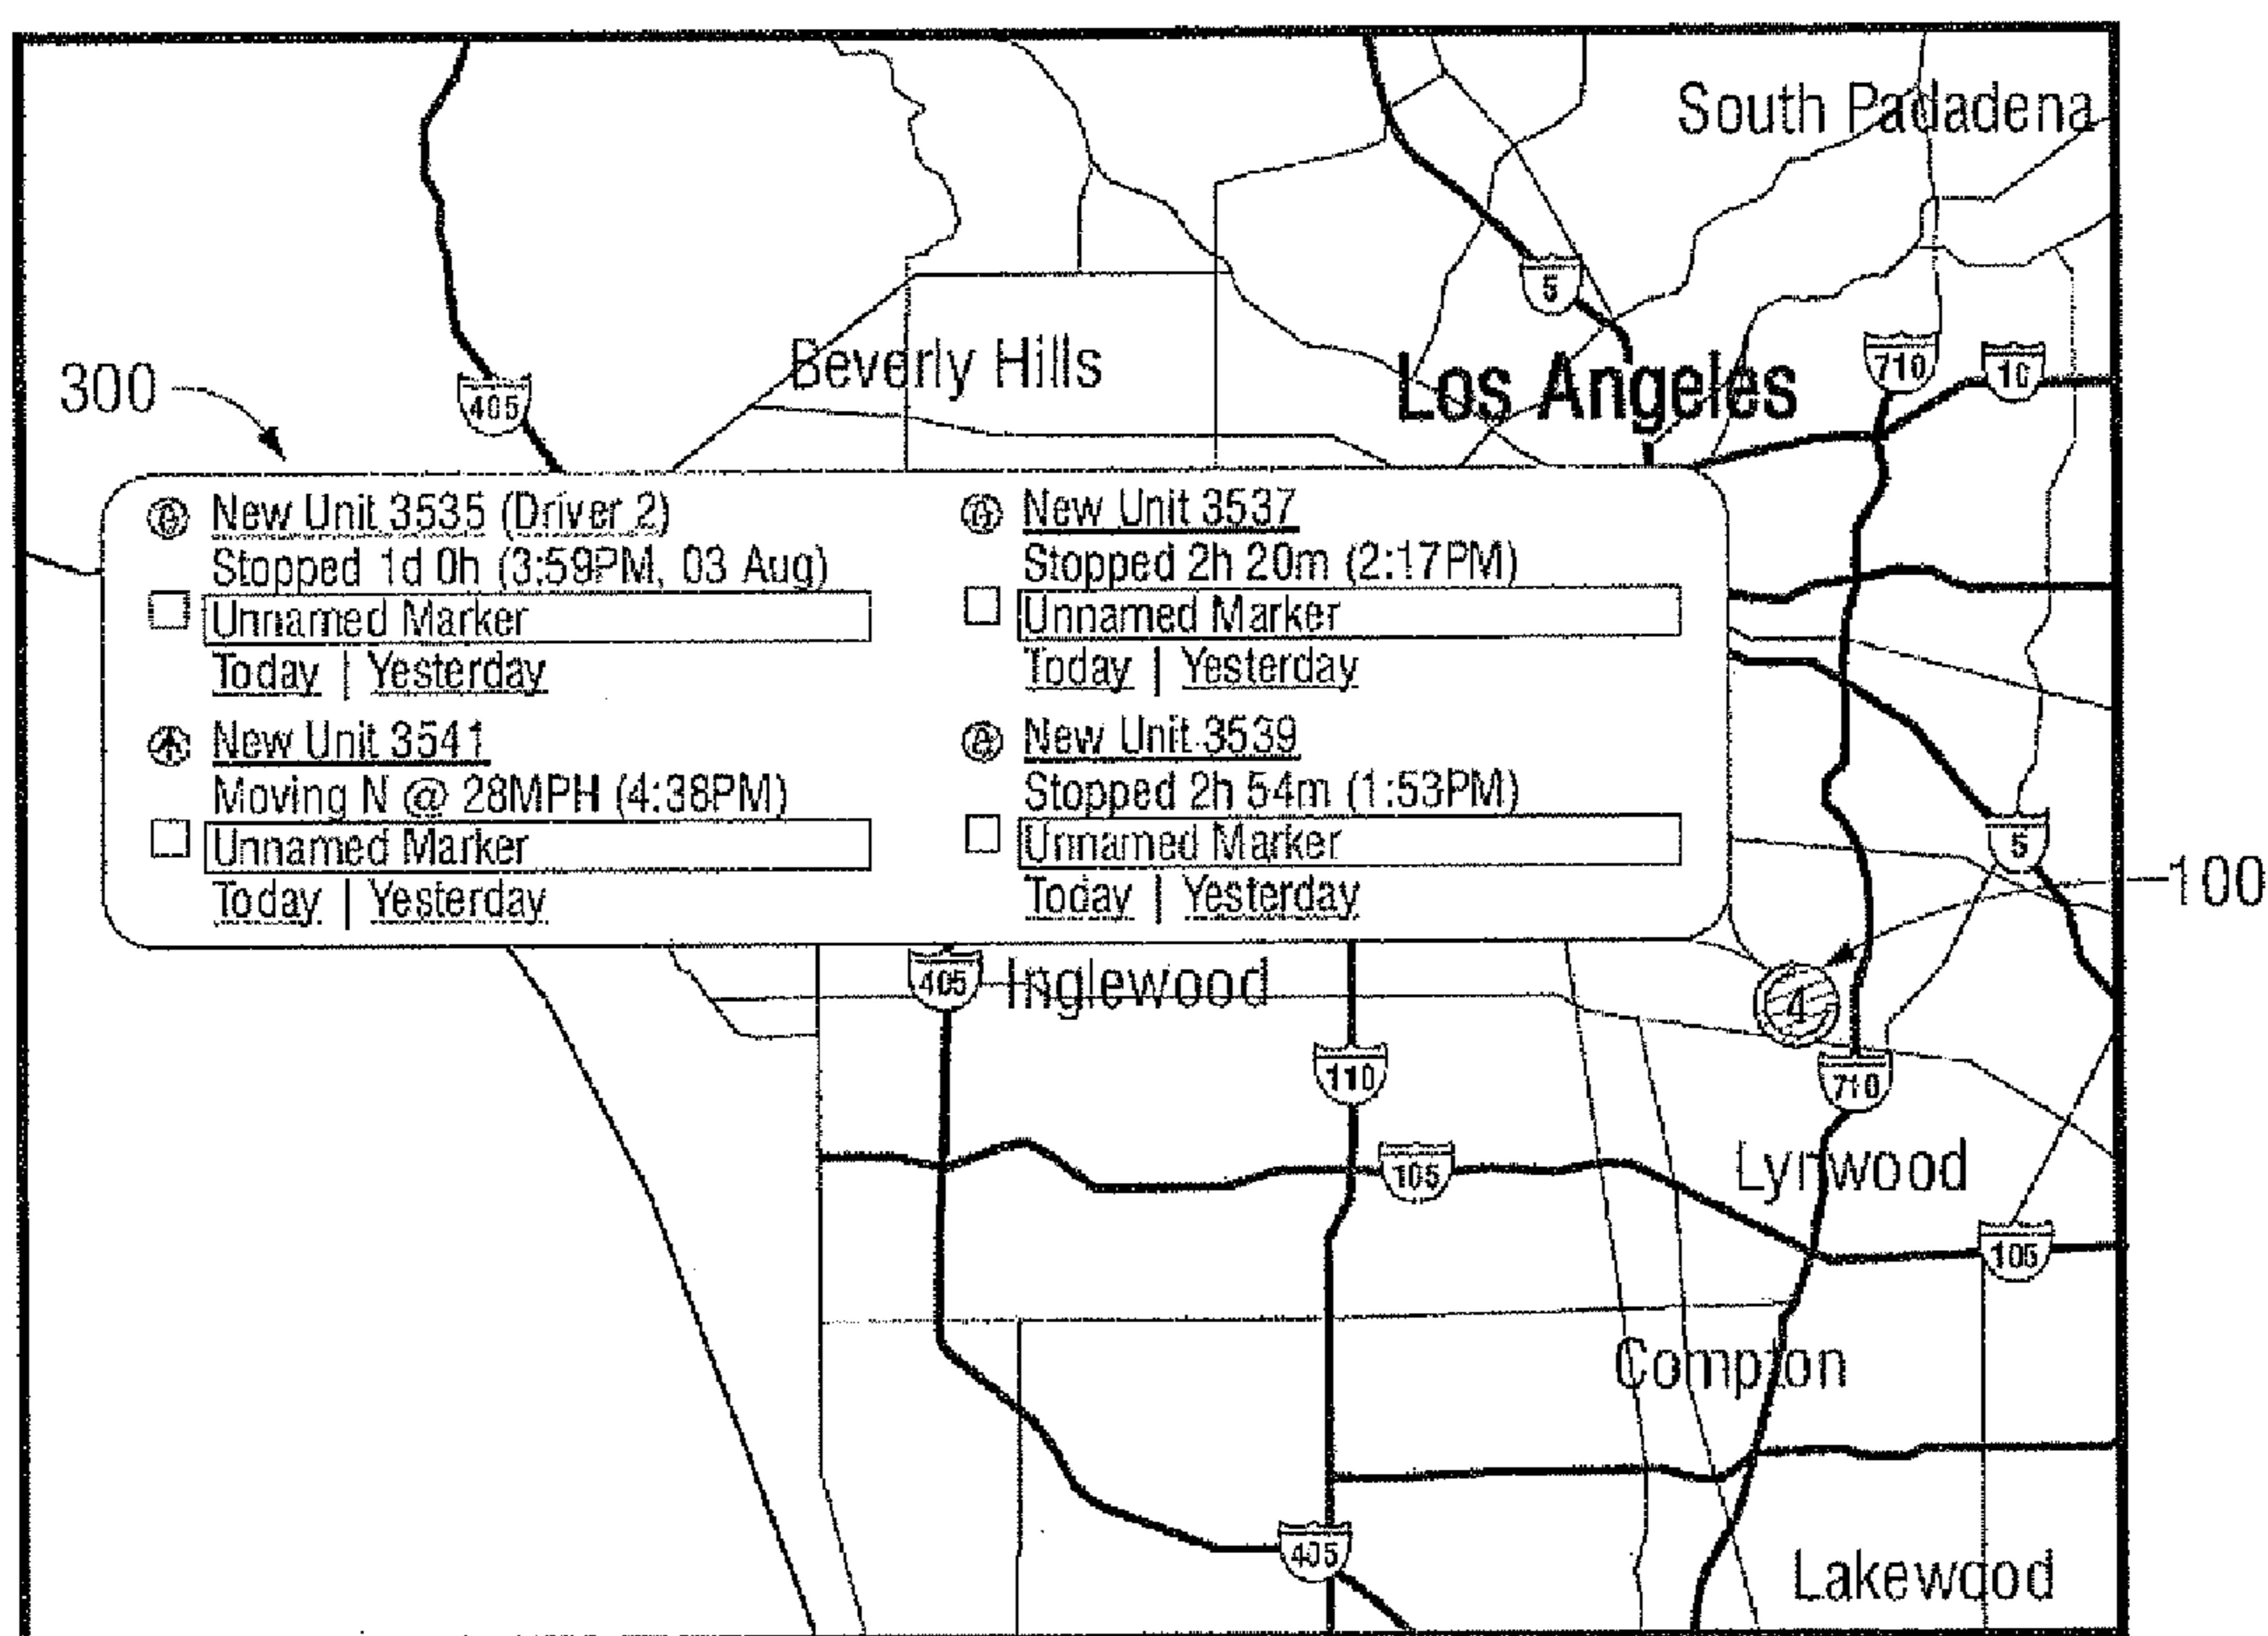 South Padadena
5
Beverly Hills
Los Angeles
710
10
300
405
New Unit 3535 (Driver 2)
Stopped 1d 0h (3:59PM, 03 Aug)
Unnamed Marker
Today | Yesterday
New Unit 3537
Stopped 2h 20m (2:17PM)
Unnamed Marker
Today | Yesterday
New Unit 3541
Moving N @ 28MPH (4:38PM)
Unnamed Marker
Today | Yesterday
New Unit 3539
Stopped 2h 54m (1:53PM)
Unnamed Marker
Today | Yesterday
5
100
405
Inglewood
4
110
710
105
Lynwood
105
Compton
405
Lakewood